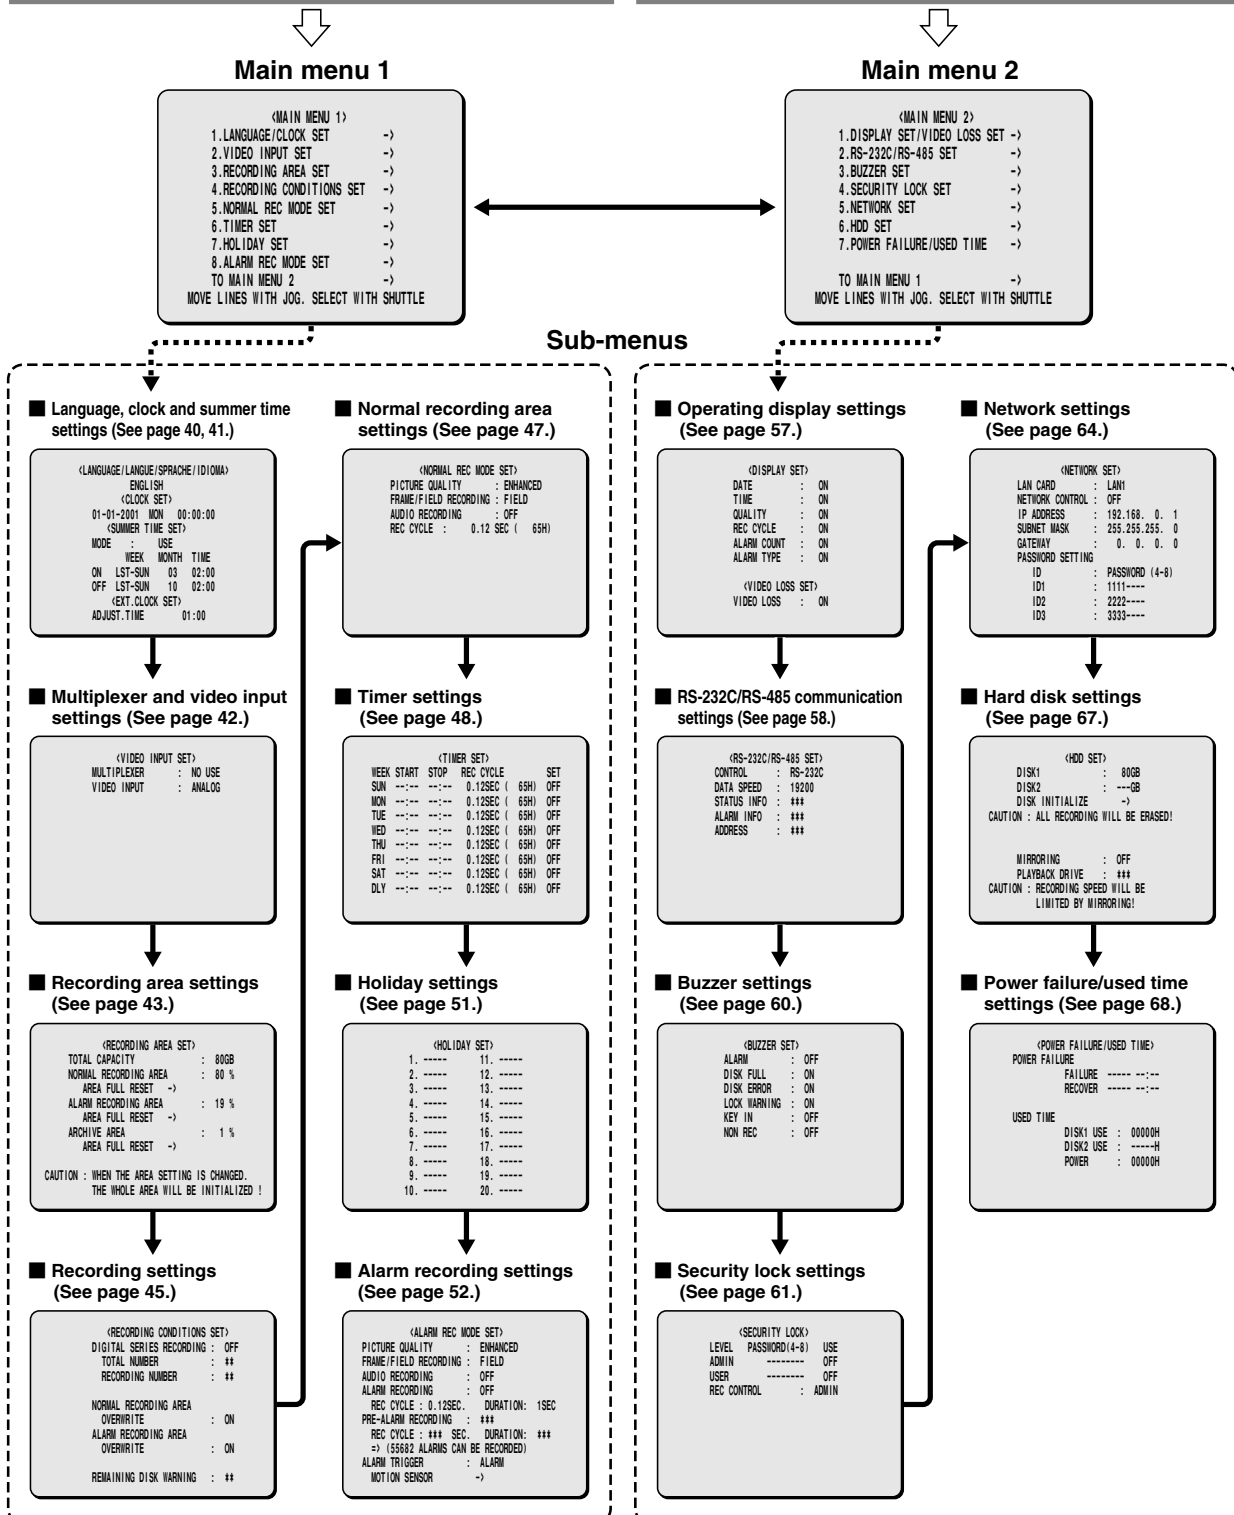 Main menu 1
<MAIN MENU 1>
1.LANGUAGE/CLOCK SET ->
2.VIDEO INPUT SET ->
3.RECORDING AREA SET ->
4.RECORDING CONDITIONS SET ->
5.NORMAL REC MODE SET ->
6.TIMER SET ->
7.HOLIDAY SET ->
8.ALARM REC MODE SET ->
TO MAIN MENU 2 ->
MOVE LINES WITH JOG. SELECT WITH SHUTTLE
Main menu 2
<MAIN MENU 2>
1.DISPLAY SET/VIDEO LOSS SET ->
2.RS-232C/RS-485 SET ->
3.BUZZER SET ->
4.SECURITY LOCK SET ->
5.NETWORK SET ->
6.HDD SET ->
7.POWER FAILURE/USED TIME ->
TO MAIN MENU 1 ->
MOVE LINES WITH JOG. SELECT WITH SHUTTLE
Sub-menus
■ Language, clock and summer time
settings (See page 40, 41.)
<LANGUAGE/LANGUE/SPRACHE/IDIOMA>
ENGLISH
<CLOCK SET>
01-01-2001 MON 00:00:00
<SUMMER TIME SET>
MODE : USE
WEEK MONTH TIME
ON LST-SUN 03 02:00
OFF LST-SUN 10 02:00
<EXT.CLOCK SET>
ADJUST.TIME 01:00
■ Multiplexer and video input
settings (See page 42.)
<VIDEO INPUT SET>
MULTIPLEXER : NO USE
VIDEO INPUT : ANALOG
■ Recording area settings
(See page 43.)
<RECORDING AREA SET>
TOTAL CAPACITY : 80GB
NORMAL RECORDING AREA : 80 %
AREA FULL RESET ->
ALARM RECORDING AREA : 19 %
AREA FULL RESET ->
ARCHIVE AREA : 1 %
AREA FULL RESET ->
CAUTION : WHEN THE AREA SETTING IS CHANGED.
THE WHOLE AREA WILL BE INITIALIZED !
■ Recording settings
(See page 45.)
<RECORDING CONDITIONS SET>
DIGITAL SERIES RECORDING : OFF
TOTAL NUMBER : **
RECORDING NUMBER : **
NORMAL RECORDING AREA
OVERWRITE : ON
ALARM RECORDING AREA
OVERWRITE : ON
REMAINING DISK WARNING : **
■ Normal recording area
settings (See page 47.)
<NORMAL REC MODE SET>
PICTURE QUALITY : ENHANCED
FRAME/FIELD RECORDING : FIELD
AUDIO RECORDING : OFF
REC CYCLE : 0.12 SEC ( 65H)
■ Timer settings
(See page 48.)
<TIMER SET>
WEEK START STOP REC CYCLE SET
SUN --:-- --:-- 0.12SEC ( 65H) OFF
MON --:-- --:-- 0.12SEC ( 65H) OFF
TUE --:-- --:-- 0.12SEC ( 65H) OFF
WED --:-- --:-- 0.12SEC ( 65H) OFF
THU --:-- --:-- 0.12SEC ( 65H) OFF
FRI --:-- --:-- 0.12SEC ( 65H) OFF
SAT --:-- --:-- 0.12SEC ( 65H) OFF
DLY --:-- --:-- 0.12SEC ( 65H) OFF
■ Holiday settings
(See page 51.)
<HOLIDAY SET>
1. ----- 11. -----
2. ----- 12. -----
3. ----- 13. -----
4. ----- 14. -----
5. ----- 15. -----
6. ----- 16. -----
7. ----- 17. -----
8. ----- 18. -----
9. ----- 19. -----
10. ----- 20. -----
■ Alarm recording settings
(See page 52.)
<ALARM REC MODE SET>
PICTURE QUALITY : ENHANCED
FRAME/FIELD RECORDING : FIELD
AUDIO RECORDING : OFF
ALARM RECORDING : OFF
REC CYCLE : 0.12SEC. DURATION: 1SEC
PRE-ALARM RECORDING : ***
REC CYCLE : *** SEC. DURATION: ***
=> (55682 ALARMS CAN BE RECORDED)
ALARM TRIGGER : ALARM
MOTION SENSOR ->
■ Operating display settings
(See page 57.)
<DISPLAY SET>
DATE : ON
TIME : ON
QUALITY : ON
REC CYCLE : ON
ALARM COUNT : ON
ALARM TYPE : ON
<VIDEO LOSS SET>
VIDEO LOSS : ON
■ RS-232C/RS-485 communication
settings (See page 58.)
<RS-232C/RS-485 SET>
CONTROL : RS-232C
DATA SPEED : 19200
STATUS INFO : ***
ALARM INFO : ***
ADDRESS : ***
■ Buzzer settings
(See page 60.)
<BUZZER SET>
ALARM : OFF
DISK FULL : ON
DISK ERROR : ON
LOCK WARNING : ON
KEY IN : OFF
NON REC : OFF
■ Security lock settings
(See page 61.)
<SECURITY LOCK>
LEVEL PASSWORD(4-8) USE
ADMIN -------- OFF
USER -------- OFF
REC CONTROL : ADMIN
■ Network settings
(See page 64.)
<NETWORK SET>
LAN CARD : LAN1
NETWORK CONTROL : OFF
IP ADDRESS : 192.168. 0. 1
SUBNET MASK : 255.255.255. 0
GATEWAY : 0. 0. 0. 0
PASSWORD SETTING
ID : PASSWORD (4-8)
ID1 : 1111----
ID2 : 2222----
ID3 : 3333----
■ Hard disk settings
(See page 67.)
<HDD SET>
DISK1 : 80GB
DISK2 : ---GB
DISK INITIALIZE ->
CAUTION : ALL RECORDING WILL BE ERASED!
MIRRORING : OFF
PLAYBACK DRIVE : ***
CAUTION : RECORDING SPEED WILL BE
LIMITED BY MIRRORING!
■ Power failure/used time
settings (See page 68.)
<POWER FAILURE/USED TIME>
POWER FAILURE
FAILURE ----- --:--
RECOVER ----- --:--
USED TIME
DISK1 USE : 00000H
DISK2 USE : -----H
POWER : 00000H